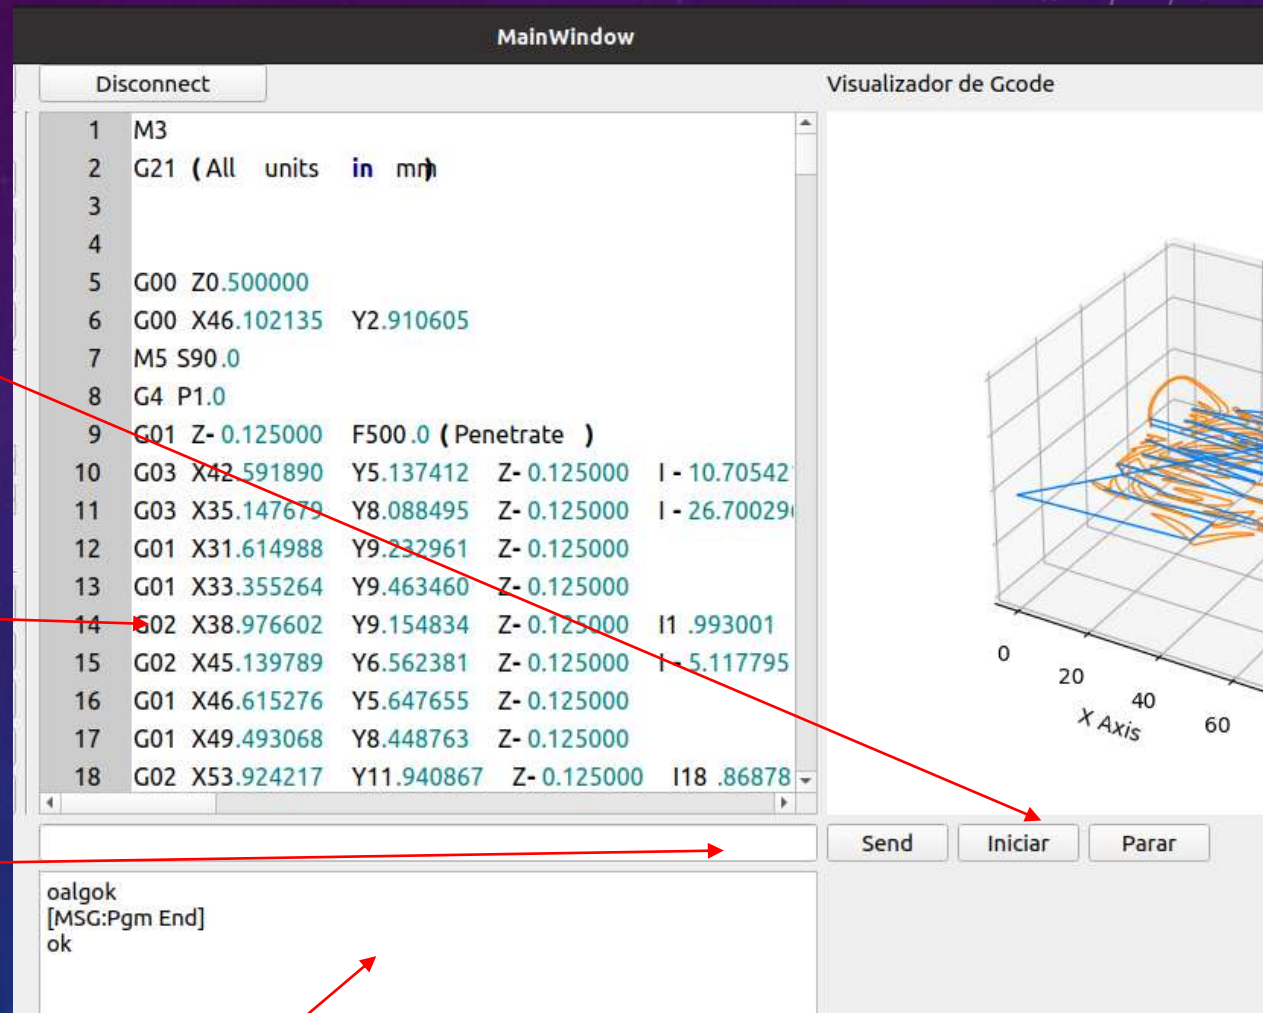 MainWindow
Disconnect
Visualizador de Gcode
1 M3
2 G21 (All units in mm)
3
4
5 G00 Z0.500000
6 G00 X46.102135 Y2.910605
7 M5 S90.0
8 G4 P1.0
9 G01 Z-0.125000 F500.0 (Penetrate )
10 G03 X42.591890 Y5.137412 Z-0.125000 I-10.70542
11 G03 X35.147679 Y8.088495 Z-0.125000 I-26.70029
12 G01 X31.614988 Y9.232961 Z-0.125000
13 G01 X33.355264 Y9.463460 Z-0.125000
14 G02 X38.976602 Y9.154834 Z-0.125000 I1.993001
15 G02 X45.139789 Y6.562381 Z-0.125000 I-5.117795
16 G01 X46.615276 Y5.647655 Z-0.125000
17 G01 X49.493068 Y8.448763 Z-0.125000
18 G02 X53.924217 Y11.940867 Z-0.125000 I18.86878
0
20
40
60
X Axis
Send Iniciar Parar
oalgok
[MSG:Pgm End]
ok